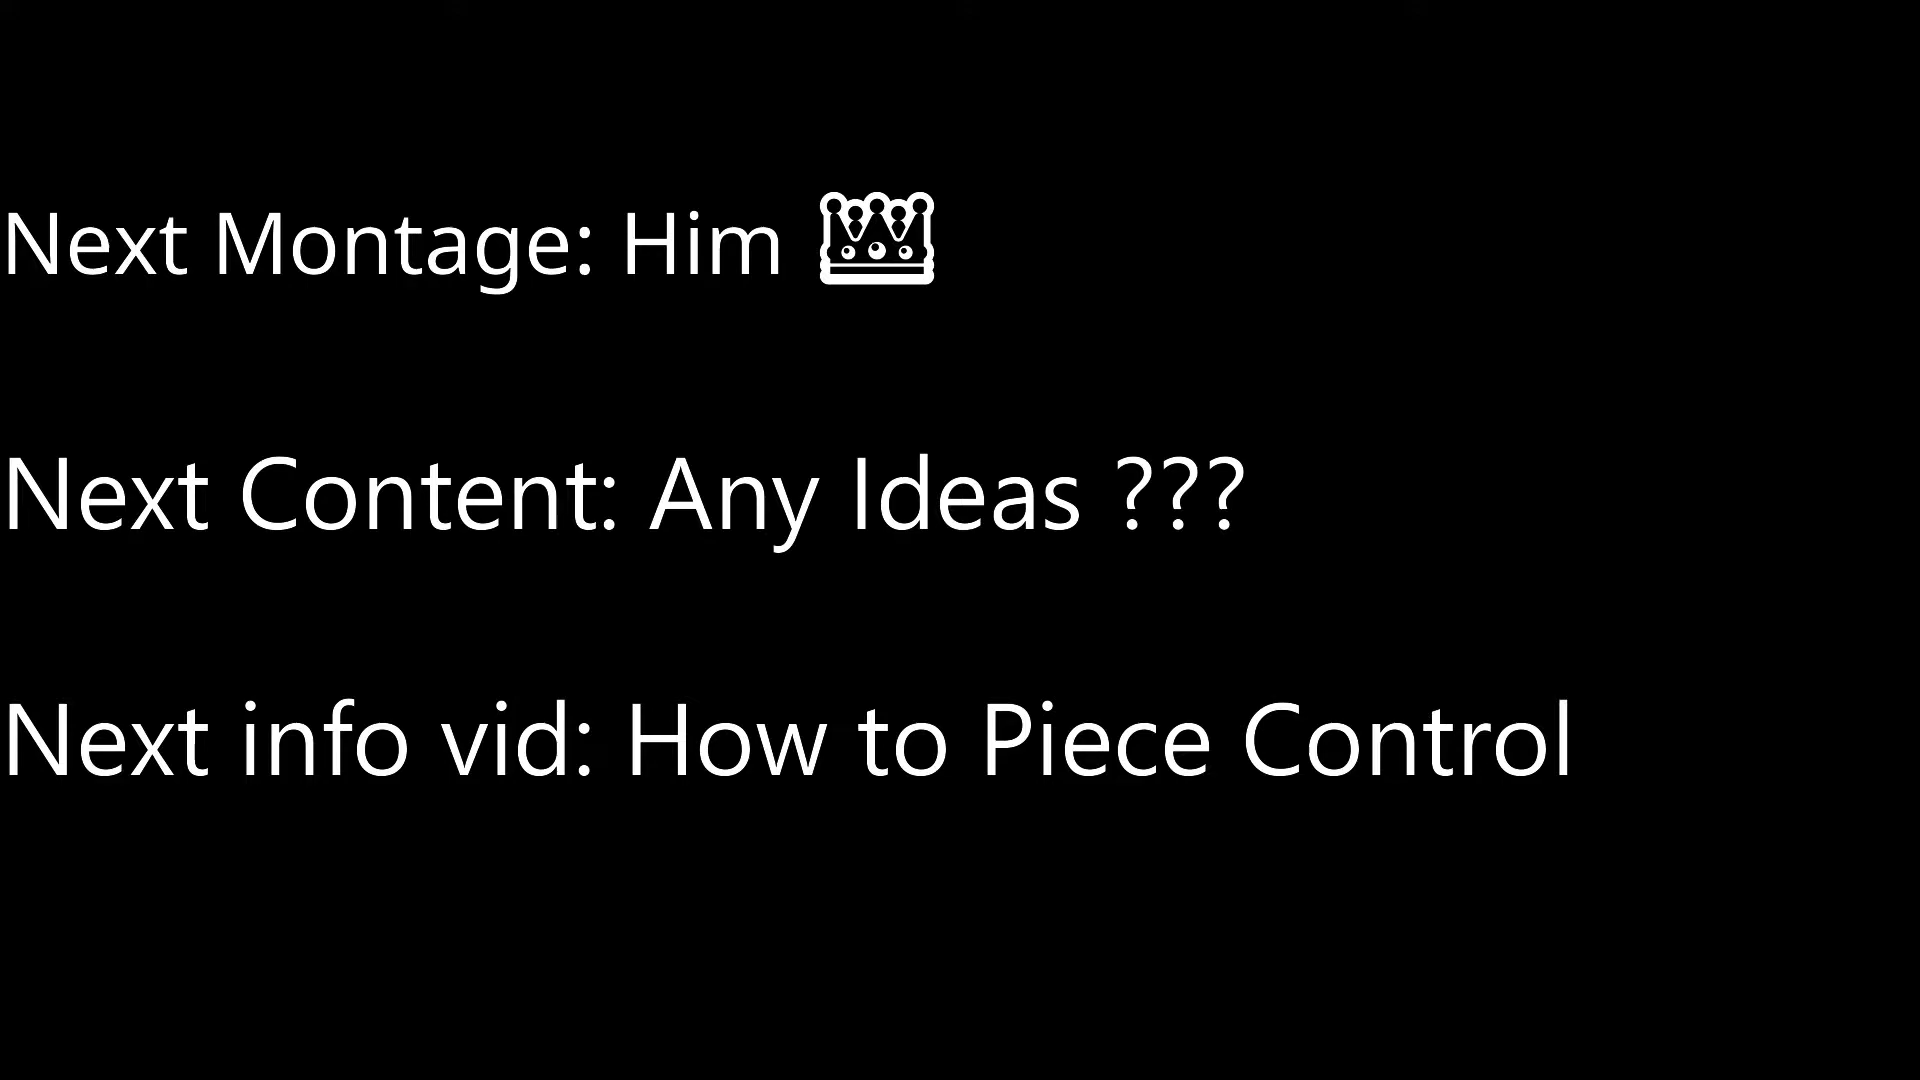 Next Montage: Him 👑
Next Content: Any Ideas ???
Next info vid: How to Piece Control